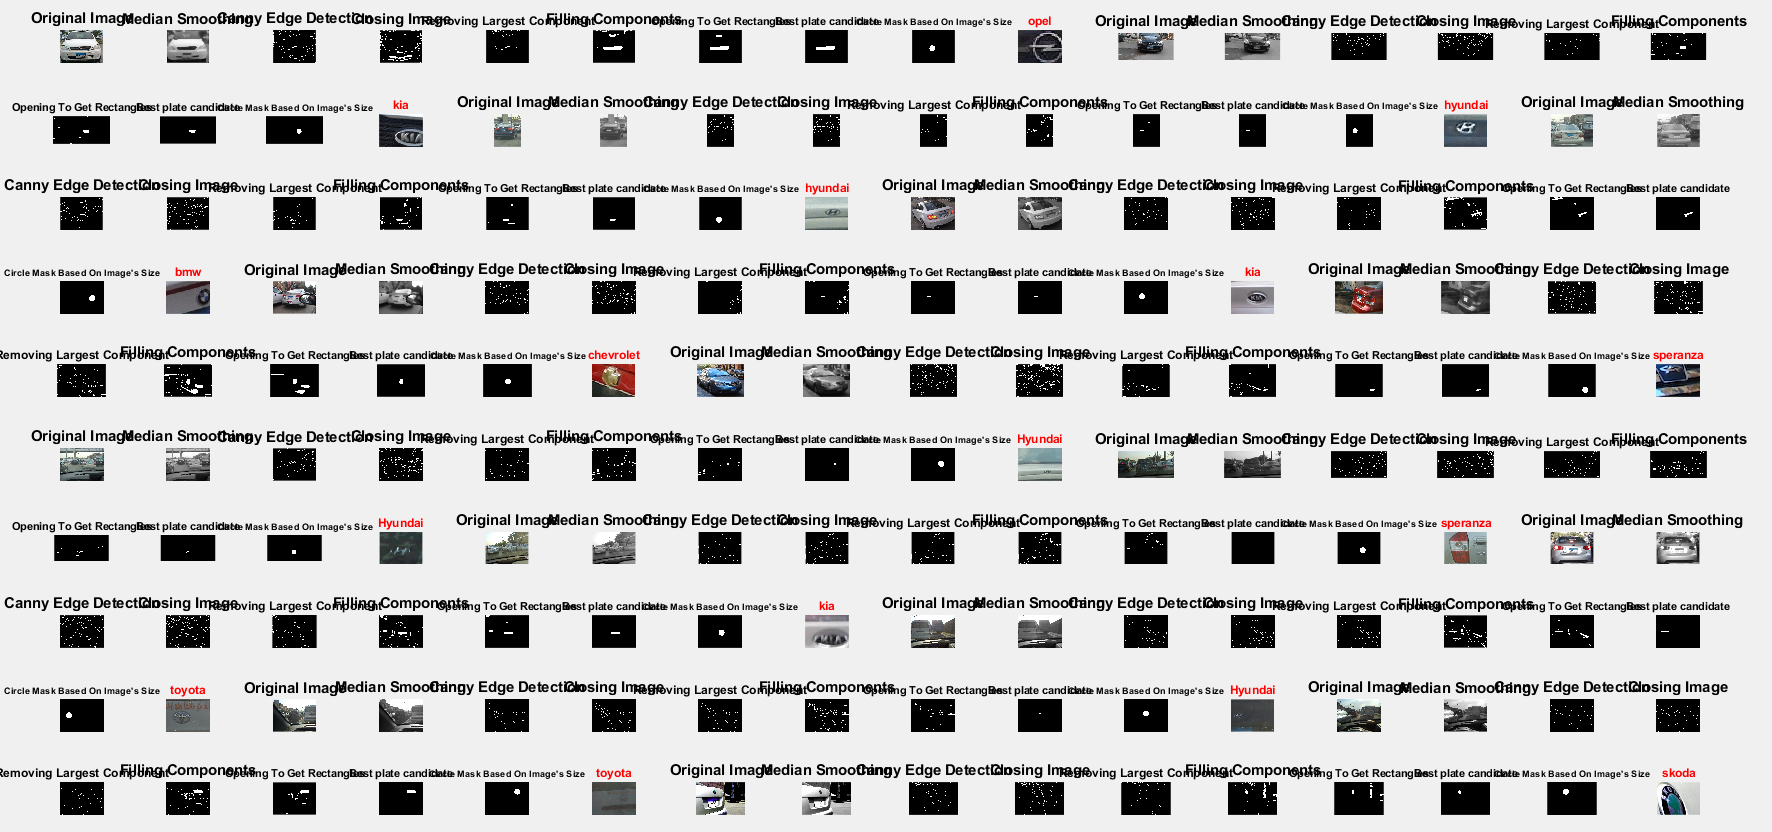 Original Image Median Smoothing Canny Edge Detection Closing Image Removing Largest Component Filling Components Opening To Get Rectangles Best plate candidate Circle Mask Based On Image's Size opel Original Image Median Smoothing Canny Edge Detection Closing Image Removing Largest Component Filling Components
Opening To Get Rectangles Best plate candidate Circle Mask Based On Image's Size kia Original Image Median Smoothing Canny Edge Detection Closing Image Removing Largest Component Filling Components Opening To Get Rectangles Best plate candidate Circle Mask Based On Image's Size hyundai Original Image Median Smoothing
KIA
Canny Edge Detection Closing Image Removing Largest Component Filling Components Opening To Get Rectangles Best plate candidate Circle Mask Based On Image's Size hyundai Original Image Median Smoothing Canny Edge Detection Closing Image Removing Largest Component Filling Components Opening To Get Rectangles Best plate candidate
Circle Mask Based On Image's Size bmw Original Image Median Smoothing Canny Edge Detection Closing Image Removing Largest Component Filling Components Opening To Get Rectangles Best plate candidate Circle Mask Based On Image's Size kia Original Image Median Smoothing Canny Edge Detection Closing Image
KIA
Removing Largest Component Filling Components Opening To Get Rectangles Best plate candidate Circle Mask Based On Image's Size chevrolet Original Image Median Smoothing Canny Edge Detection Closing Image Removing Largest Component Filling Components Opening To Get Rectangles Best plate candidate Circle Mask Based On Image's Size speranza
Original Image Median Smoothing Canny Edge Detection Closing Image Removing Largest Component Filling Components Opening To Get Rectangles Best plate candidate Circle Mask Based On Image's Size Hyundai Original Image Median Smoothing Canny Edge Detection Closing Image Removing Largest Component Filling Components
Opening To Get Rectangles Best plate candidate Circle Mask Based On Image's Size Hyundai Original Image Median Smoothing Canny Edge Detection Closing Image Removing Largest Component Filling Components Opening To Get Rectangles Best plate candidate Circle Mask Based On Image's Size speranza Original Image Median Smoothing
Canny Edge Detection Closing Image Removing Largest Component Filling Components Opening To Get Rectangles Best plate candidate Circle Mask Based On Image's Size kia Original Image Median Smoothing Canny Edge Detection Closing Image Removing Largest Component Filling Components Opening To Get Rectangles Best plate candidate
Circle Mask Based On Image's Size toyota Original Image Median Smoothing Canny Edge Detection Closing Image Removing Largest Component Filling Components Opening To Get Rectangles Best plate candidate Circle Mask Based On Image's Size Hyundai Original Image Median Smoothing Canny Edge Detection Closing Image
Removing Largest Component Filling Components Opening To Get Rectangles Best plate candidate Circle Mask Based On Image's Size toyota Original Image Median Smoothing Canny Edge Detection Closing Image Removing Largest Component Filling Components Opening To Get Rectangles Best plate candidate Circle Mask Based On Image's Size skoda